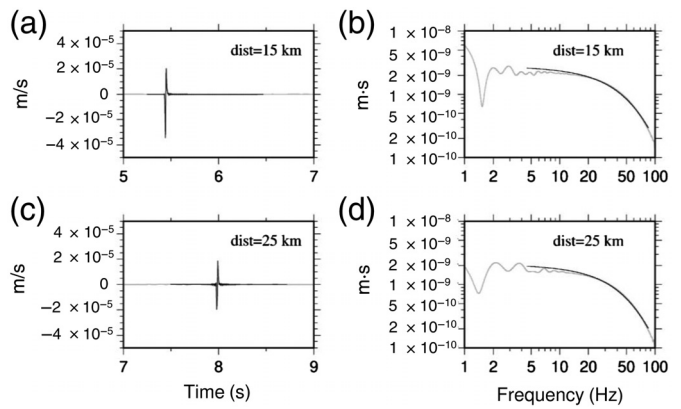 (a)
4 × 10⁻⁵
2 × 10⁻⁵
0
−2 × 10⁻⁵
−4 × 10⁻⁵
m/s
dist=15 km
5 6 7
(b)
1 × 10⁻⁸
5 × 10⁻⁹
2 × 10⁻⁹
1 × 10⁻⁹
5 × 10⁻¹⁰
2 × 10⁻¹⁰
1 × 10⁻¹⁰
m·s
dist=15 km
1 2 5 10 20 50 100
(c)
4 × 10⁻⁵
2 × 10⁻⁵
0
−2 × 10⁻⁵
−4 × 10⁻⁵
m/s
dist=25 km
7 8 9
Time (s)
(d)
1 × 10⁻⁸
5 × 10⁻⁹
2 × 10⁻⁹
1 × 10⁻⁹
5 × 10⁻¹⁰
2 × 10⁻¹⁰
1 × 10⁻¹⁰
m·s
dist=25 km
1 2 5 10 20 50 100
Frequency (Hz)